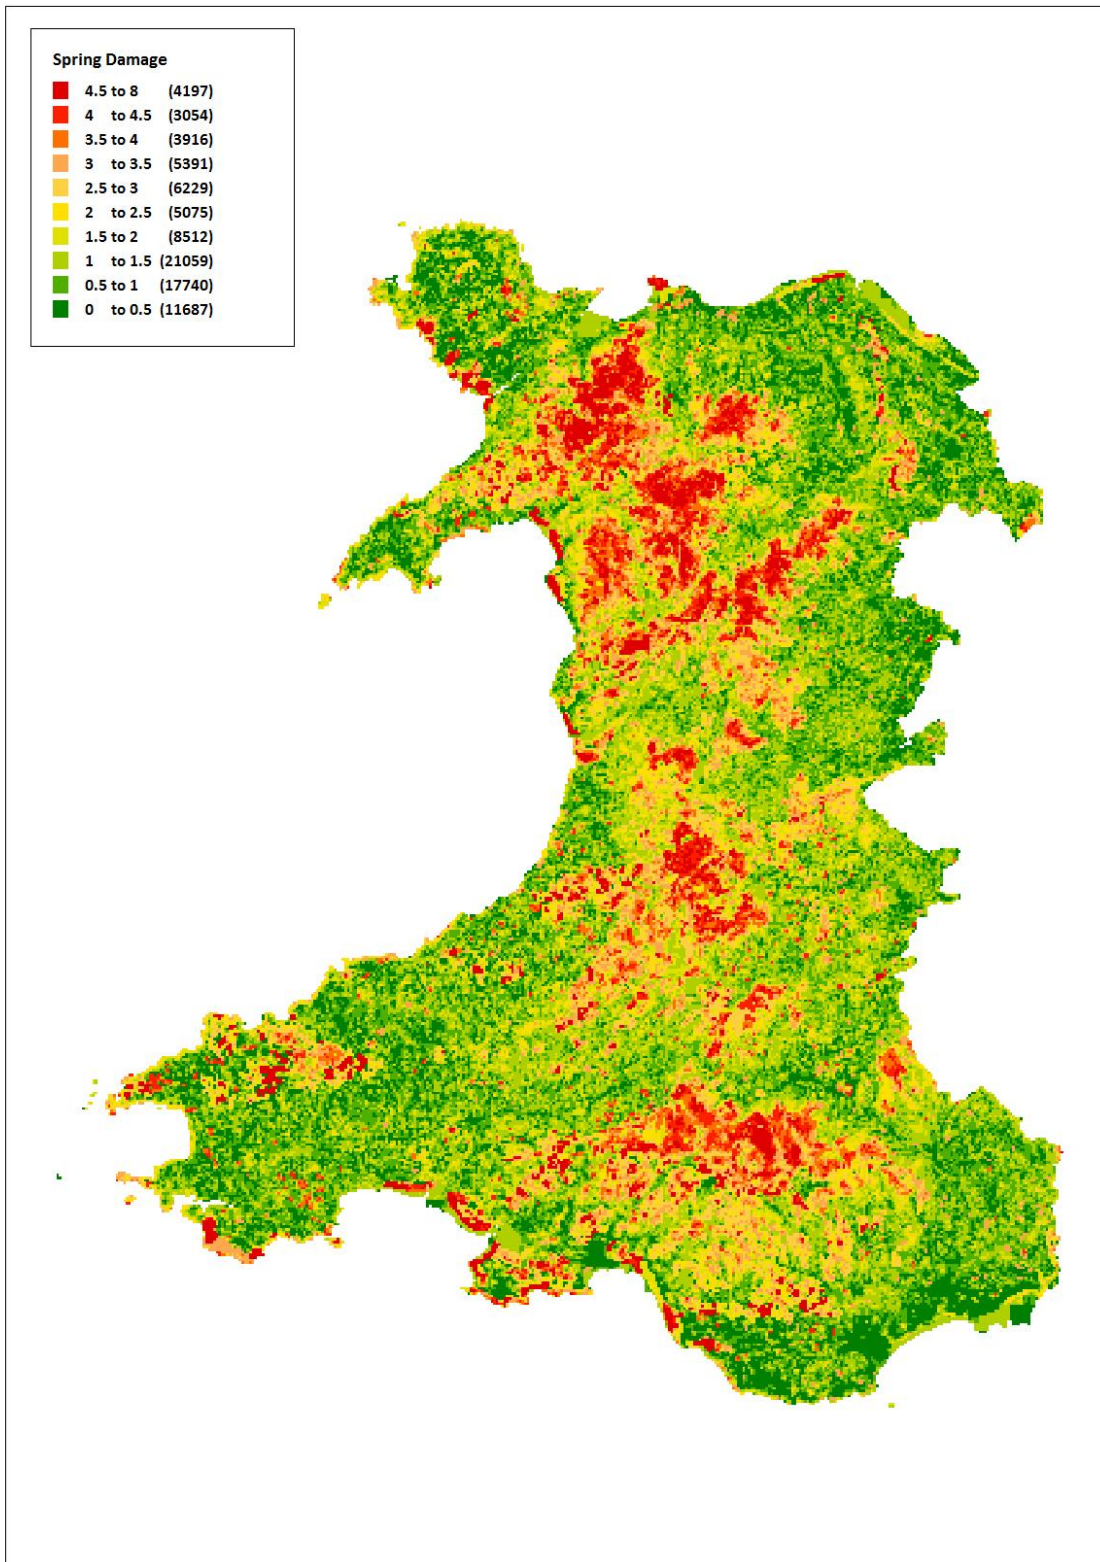 Spring Damage
4.5 to 8 (4197)
4 to 4.5 (3054)
3.5 to 4 (3916)
3 to 3.5 (5391)
2.5 to 3 (6229)
2 to 2.5 (5075)
1.5 to 2 (8512)
1 to 1.5 (21059)
0.5 to 1 (17740)
0 to 0.5 (11687)